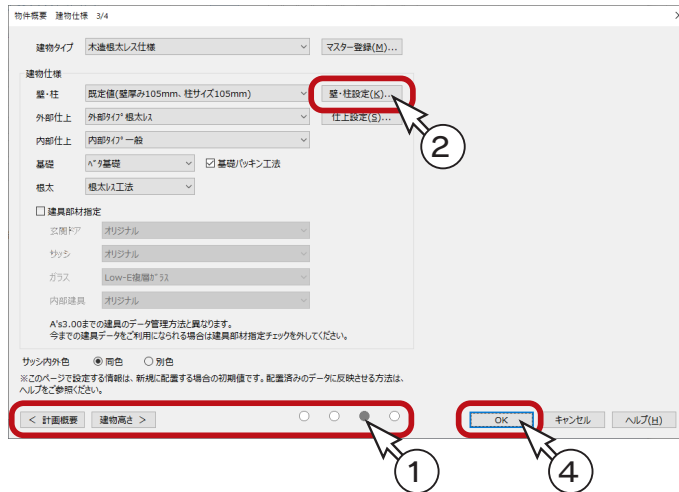 物件概要 建物仕様 3/4
建物タイプ 木造根太レス仕様 マスター登録(M)...
建物仕様
壁・柱 既定値(壁厚み105mm、柱サイズ105mm) 壁・柱設定(K)...
外部仕上 外部ﾀｲﾌﾟ根太ﾚｽ 仕上設定(S)...
②
内部仕上 内部ﾀｲﾌﾟ一般
基礎 ﾍﾞﾀ基礎 基礎パッキン工法
根太 根太ﾚｽ工法
建具部材指定
玄関ﾄﾞｱ オリジナル
サッシ オリジナル
ガラス Low-E複層ｶﾞﾗｽ
内部建具 オリジナル
A's3.00までの建具のデータ管理方法と異なります。
今までの建具データをご利用になられる場合は建具部材指定チェックを外してください。
サッシ内外色 同色 別色
※このページで設定する情報は、新規に配置する場合の初期値です。配置済みのデータに反映させる方法は、
ヘルプをご参照ください。
< 計画概要 建物高さ > OK キャンセル ヘルプ(H)
① ④